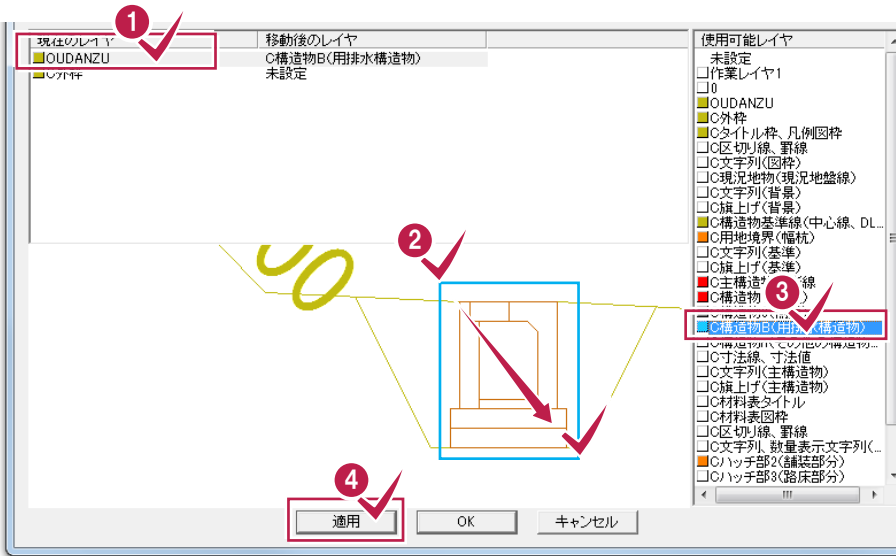 1
現在のレイヤ
移動後のレイヤ
OUDANZU
C構造物B(用排水構造物)
C外枠
未設定
使用可能レイヤ
未設定
作業レイヤ1
0
OUDANZU
C外枠
Cタイトル枠、凡例図枠
C区切り線、罫線
C文字列(図枠)
C現況地物(現況地盤線)
C文字列(背景)
C旗上げ(背景)
C構造物基準線(中心線、DL...
C用地境界(幅杭)
C文字列(基準)
C旗上げ(基準)
C主構造
線
C構造物
3
C構造物B(用排水構造物)
C寸法線、寸法値
C文字列(主構造物)
C旗上げ(主構造物)
C材料表タイトル
C材料表図枠
C区切り線、罫線
C文字列、数量表示文字列(...
Cハッチ部2(舗装部分)
Cハッチ部3(路床部分)
2
00
4
適用
OK
キャンセル